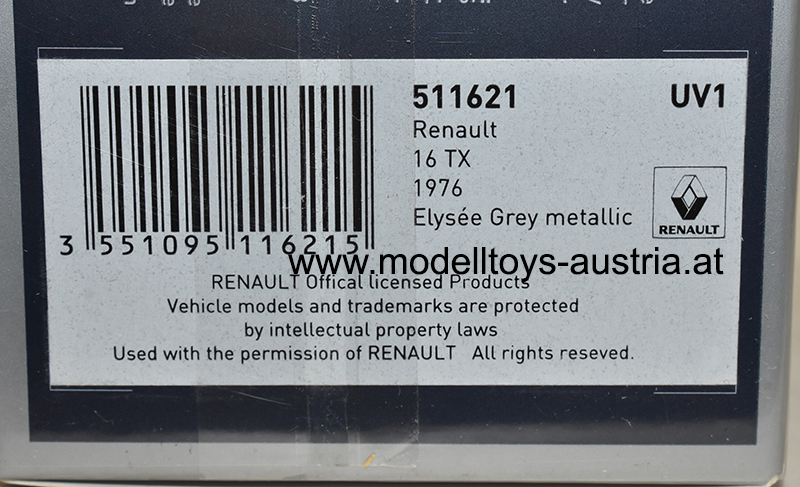 511621 UV1
Renault
16 TX
1976
Elysée Grey metallic
RENAULT
3 551095 116215
www.modelltoys-austria.at
RENAULT Offical licensed Products
Vehicle models and trademarks are protected
by intellectual property laws
Used with the permission of RENAULT All rights reseved.